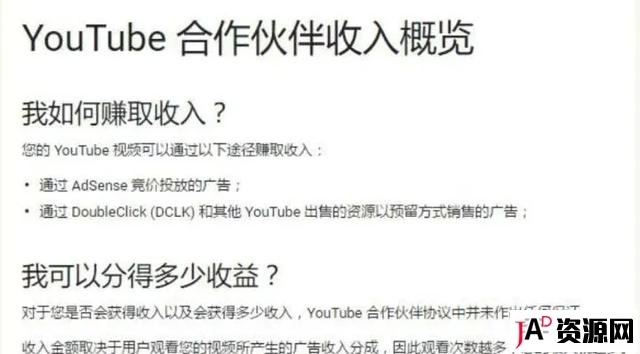 YouTube 合作伙伴收入概览
我如何赚取收入？
您的 YouTube 视频可以通过以下途径赚取收入：
• 通过 AdSense 竞价投放的广告；
• 通过 DoubleClick (DCLK) 和其他 YouTube 出售的资源以预留方式销售的广告；
我可以分得多少收益？
对于您是否会获得收入以及会获得多少收入，YouTube 合作伙伴协议中并未作出任何保证
收入金额取决于用户观看您的视频所产生的广告收入分成，因此观看次数越多
AD资源网